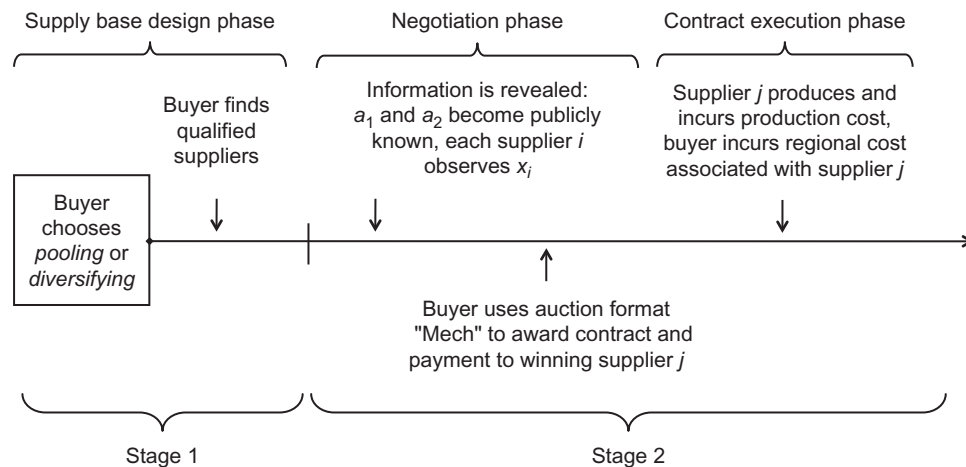 Supply base design phase
Negotiation phase
Contract execution phase
Buyer finds
qualified
suppliers
Information is revealed:
a₁ and a₂ become publicly
known, each supplier i
observes xᵢ
Supplier j produces and
incurs production cost,
buyer incurs regional cost
associated with supplier j
Buyer
chooses
pooling or
diversifying
Buyer uses auction format
"Mech" to award contract and
payment to winning supplier j
Stage 1
Stage 2